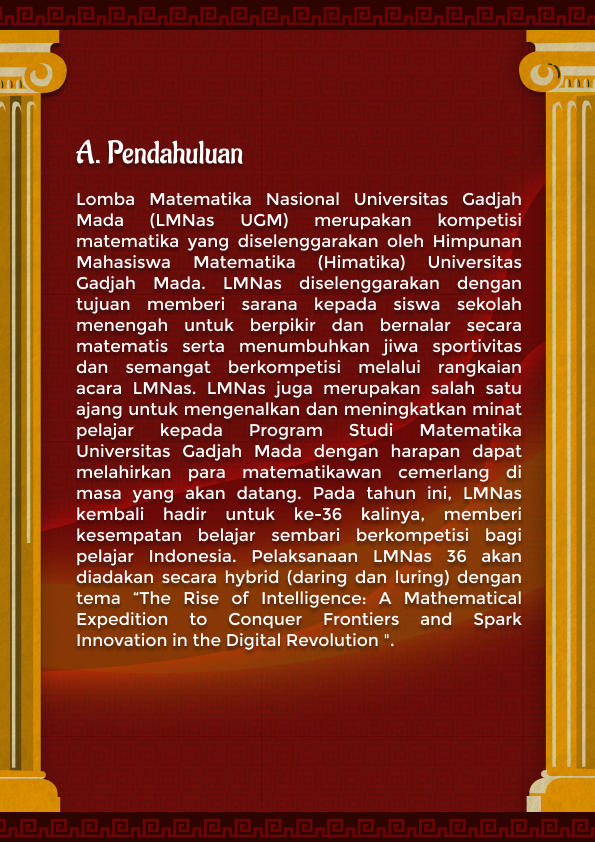 A. Pendahuluan
Lomba Matematika Nasional Universitas Gadjah
Mada (LMNas UGM) merupakan kompetisi
matematika yang diselenggarakan oleh Himpunan
Mahasiswa Matematika (Himatika) Universitas
Gadjah Mada. LMNas diselenggarakan dengan
tujuan memberi sarana kepada siswa sekolah
menengah untuk berpikir dan bernalar secara
matematis serta menumbuhkan jiwa sportivitas
dan semangat berkompetisi melalui rangkaian
acara LMNas. LMNas juga merupakan salah satu
ajang untuk mengenalkan dan meningkatkan minat
pelajar kepada Program Studi Matematika
Universitas Gadjah Mada dengan harapan dapat
melahirkan para matematikawan cemerlang di
masa yang akan datang. Pada tahun ini, LMNas
kembali hadir untuk ke-36 kalinya, memberi
kesempatan belajar sembari berkompetisi bagi
pelajar Indonesia. Pelaksanaan LMNas 36 akan
diadakan secara hybrid (daring dan luring) dengan
tema “The Rise of Intelligence: A Mathematical
Expedition to Conquer Frontiers and Spark
Innovation in the Digital Revolution ".